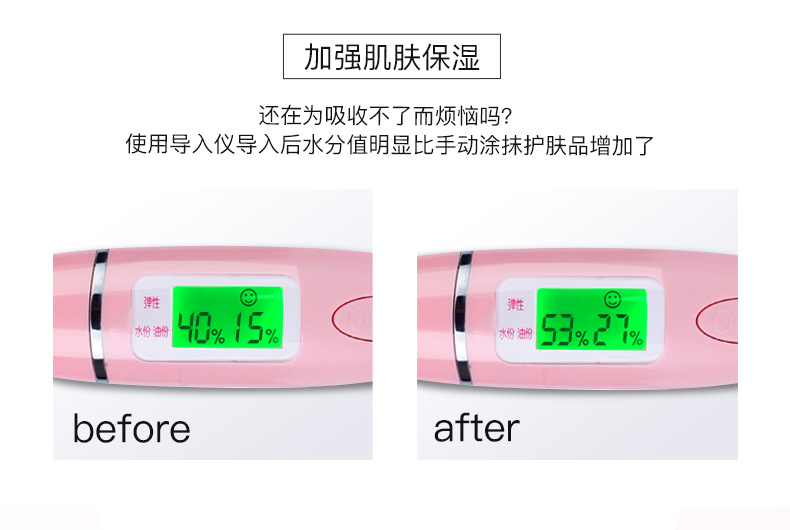 加强肌肤保湿
还在为吸收不了而烦恼吗?
使用导入仪导入后水分值明显比手动涂抹护肤品增加了
弹性
水份 油份
40% 15%
before
弹性
水份 油份
53% 27%
after